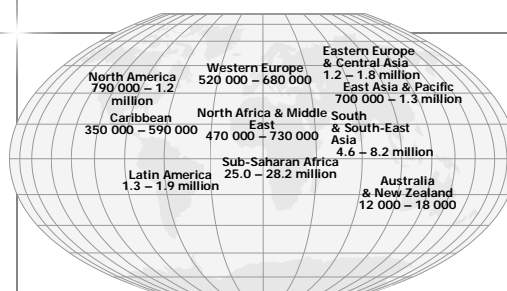 Eastern Europe
& Central Asia
1.2 – 1.8 million
Western Europe
520 000 – 680 000
North America
790 000 – 1.2
million
East Asia & Pacific
700 000 – 1.3 million
Caribbean
350 000 – 590 000
North Africa & Middle
East
470 000 – 730 000
South
& South-East
Asia
4.6 – 8.2 million
Sub-Saharan Africa
25.0 – 28.2 million
Latin America
1.3 – 1.9 million
Australia
& New Zealand
12 000 – 18 000